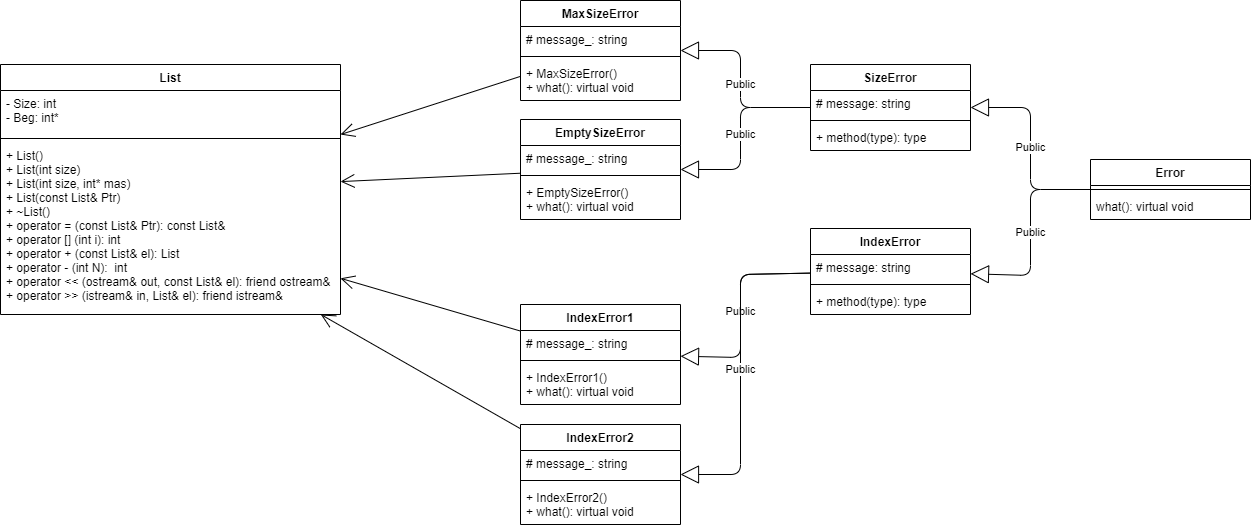 List
- Size: int
- Beg: int*
+ List()
+ List(int size)
+ List(int size, int* mas)
+ List(const List& Ptr)
+ ~List()
+ operator = (const List& Ptr): const List&
+ operator [] (int i): int
+ operator + (const List& el): List
+ operator - (int N):  int
+ operator << (ostream& out, const List& el): friend ostream&
+ operator >> (istream& in, List& el): friend istream&
MaxSizeError
# message_: string
+ MaxSizeError()
+ what(): virtual void
EmptySizeError
# message_: string
+ EmptySizeError()
+ what(): virtual void
IndexError1
# message_: string
+ IndexError1()
+ what(): virtual void
IndexError2
# message_: string
+ IndexError2()
+ what(): virtual void
Public
Public
Public
Public
SizeError
# message: string
+ method(type): type
IndexError
# message: string
+ method(type): type
Public
Public
Error
what(): virtual void